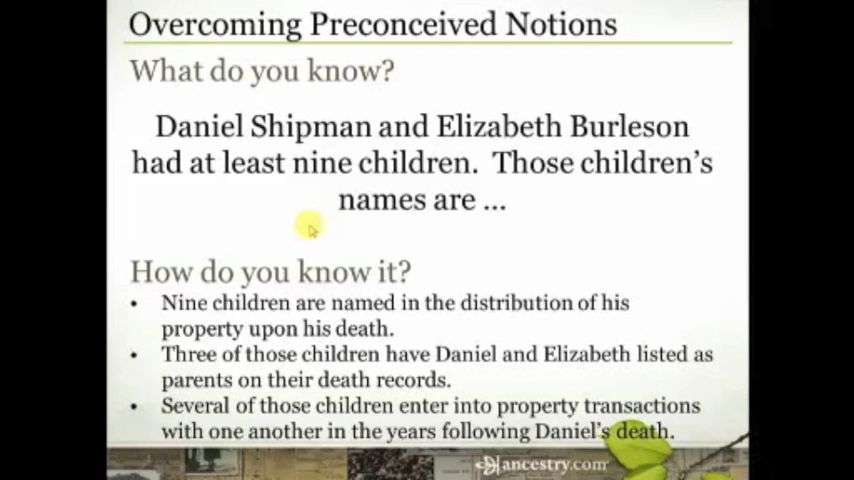 Overcoming Preconceived Notions
What do you know?
Daniel Shipman and Elizabeth Burleson
had at least nine children. Those children's
names are ...
How do you know it?
• Nine children are named in the distribution of his
property upon his death.
• Three of those children have Daniel and Elizabeth listed as
parents on their death records.
• Several of those children enter into property transactions
with one another in the years following Daniel's death.
ancestry.com